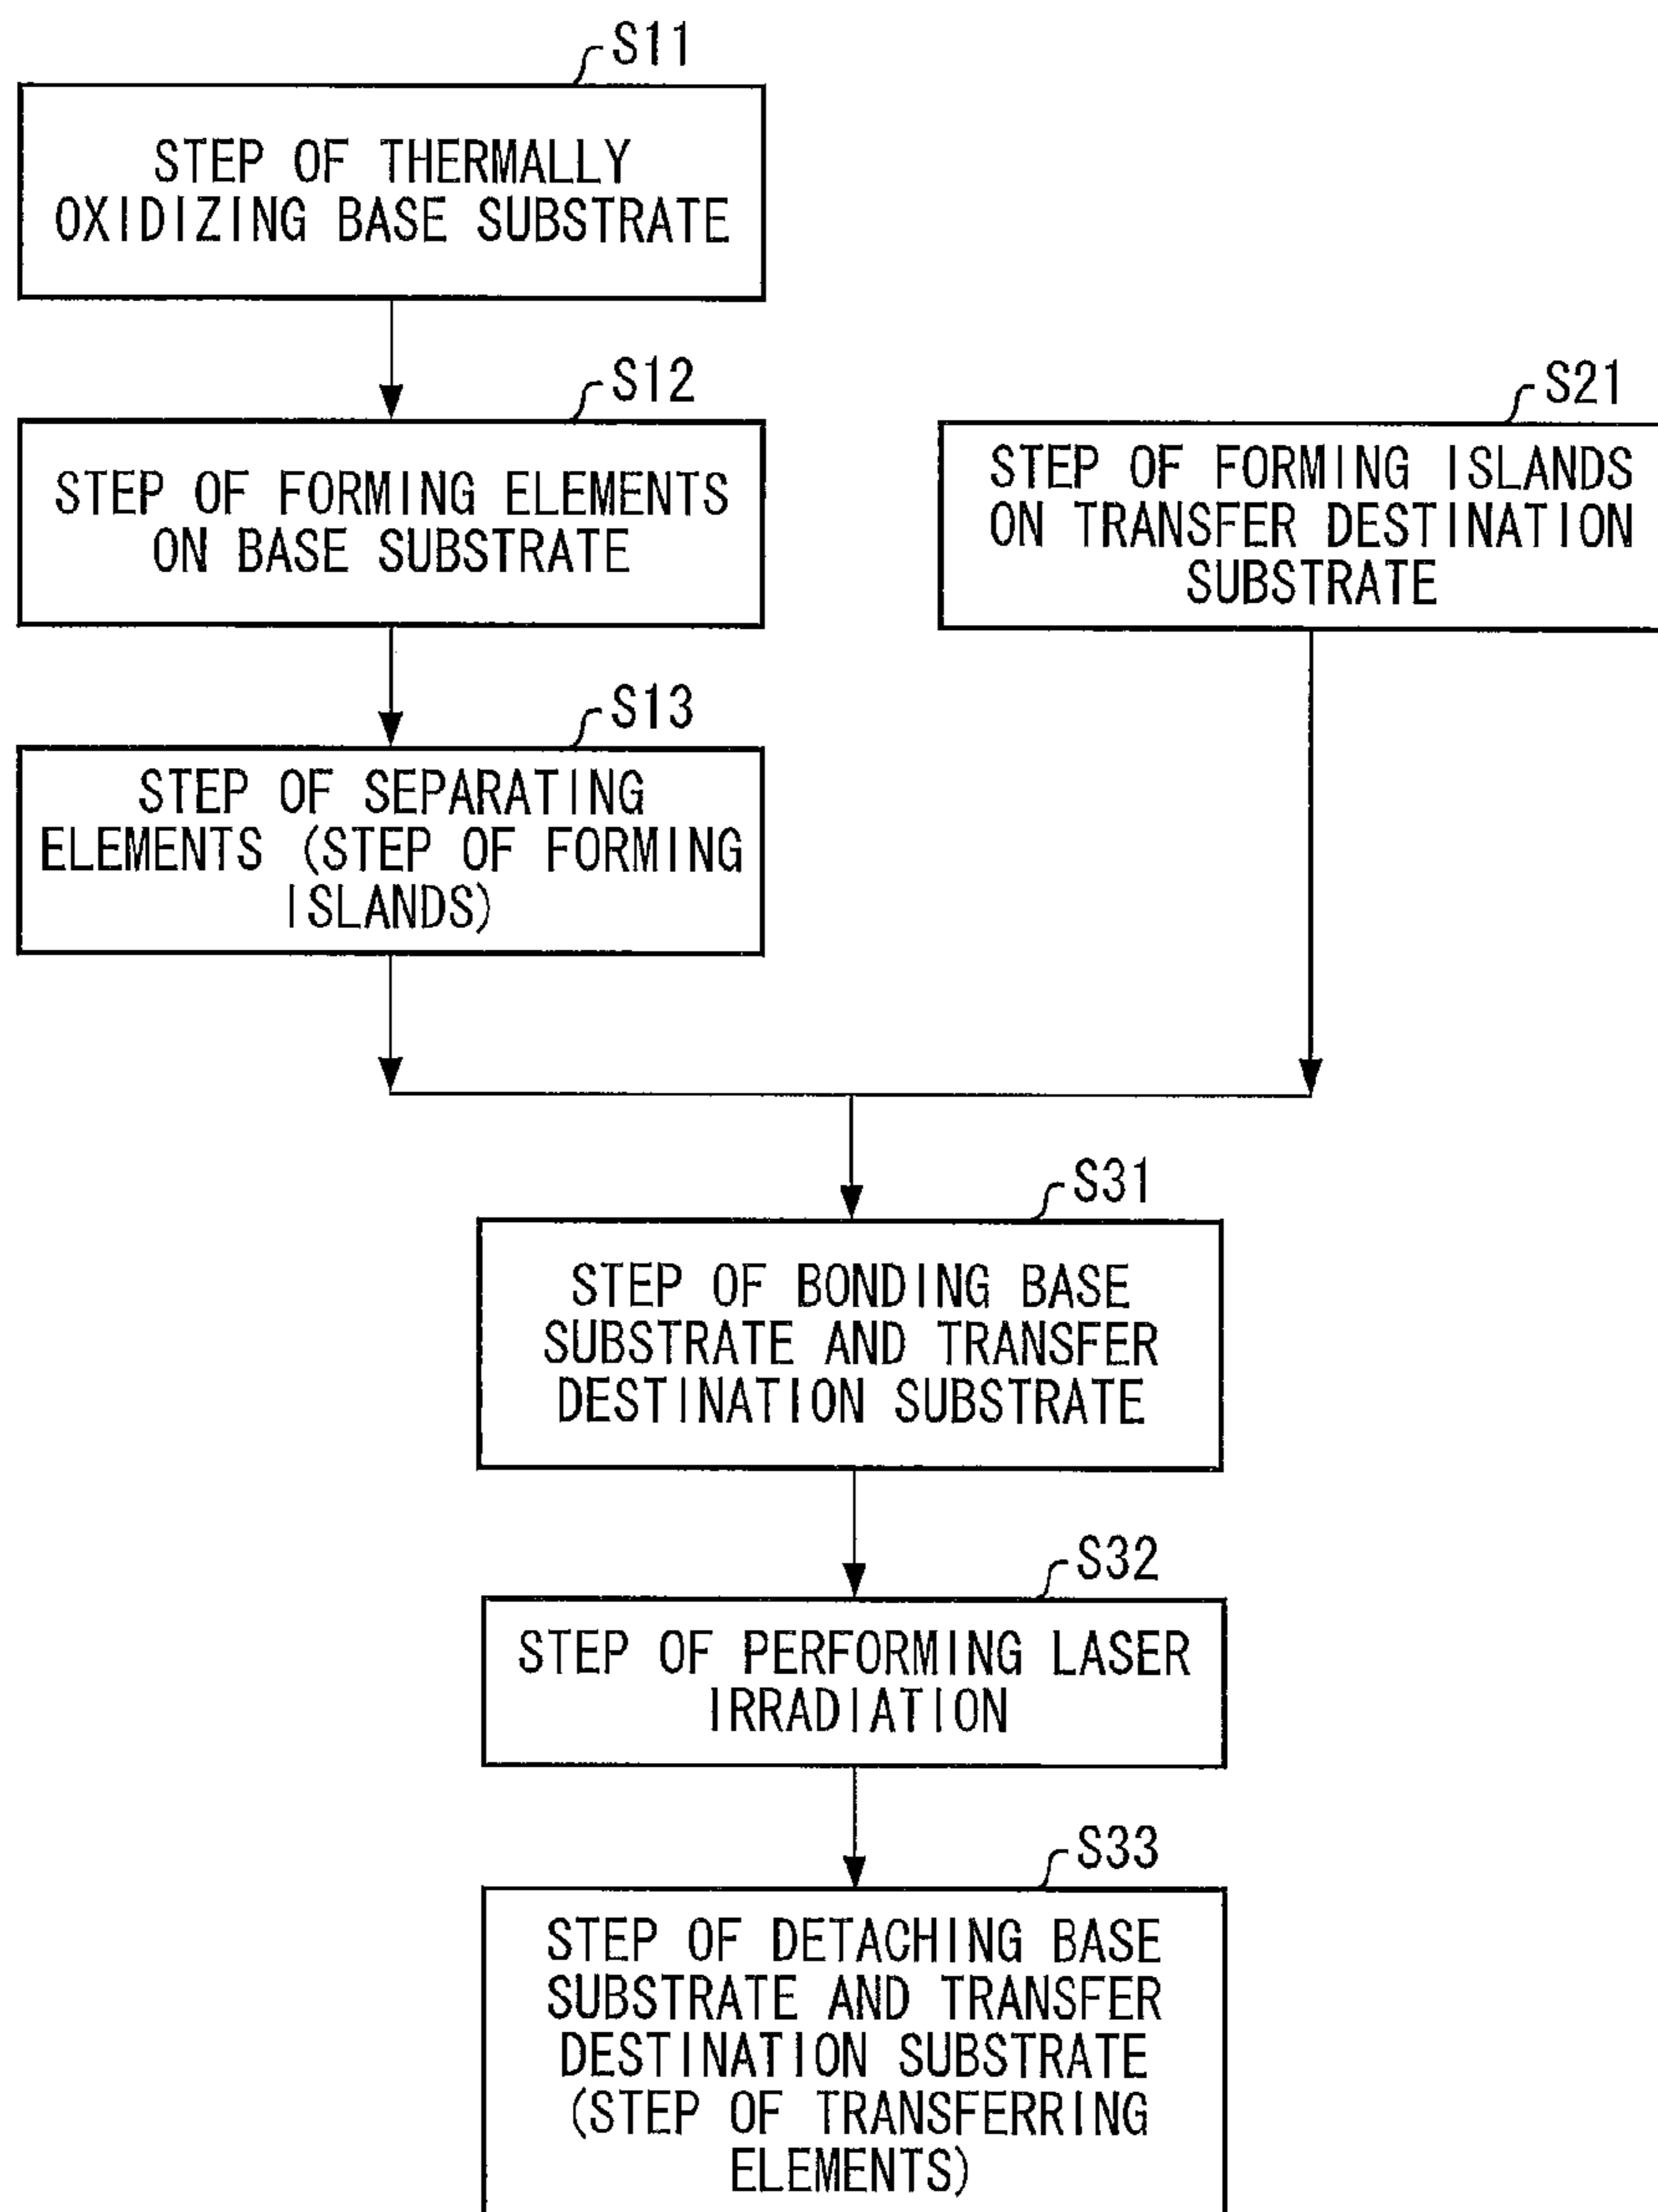 S11
STEP OF THERMALLY
OXIDIZING BASE SUBSTRATE
S12
STEP OF FORMING ELEMENTS
ON BASE SUBSTRATE
S21
STEP OF FORMING ISLANDS
ON TRANSFER DESTINATION
SUBSTRATE
S13
STEP OF SEPARATING
ELEMENTS (STEP OF FORMING
ISLANDS)
S31
STEP OF BONDING BASE
SUBSTRATE AND TRANSFER
DESTINATION SUBSTRATE
S32
STEP OF PERFORMING LASER
IRRADIATION
S33
STEP OF DETACHING BASE
SUBSTRATE AND TRANSFER
DESTINATION SUBSTRATE
(STEP OF TRANSFERRING
ELEMENTS)